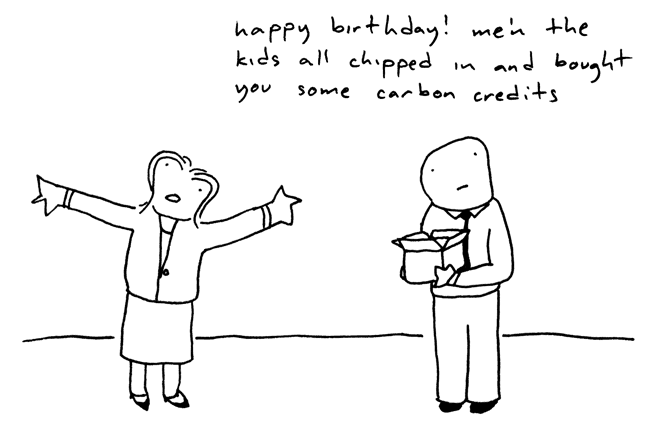 happy birthday! me'n the
kids all chipped in and bought
you some carbon credits